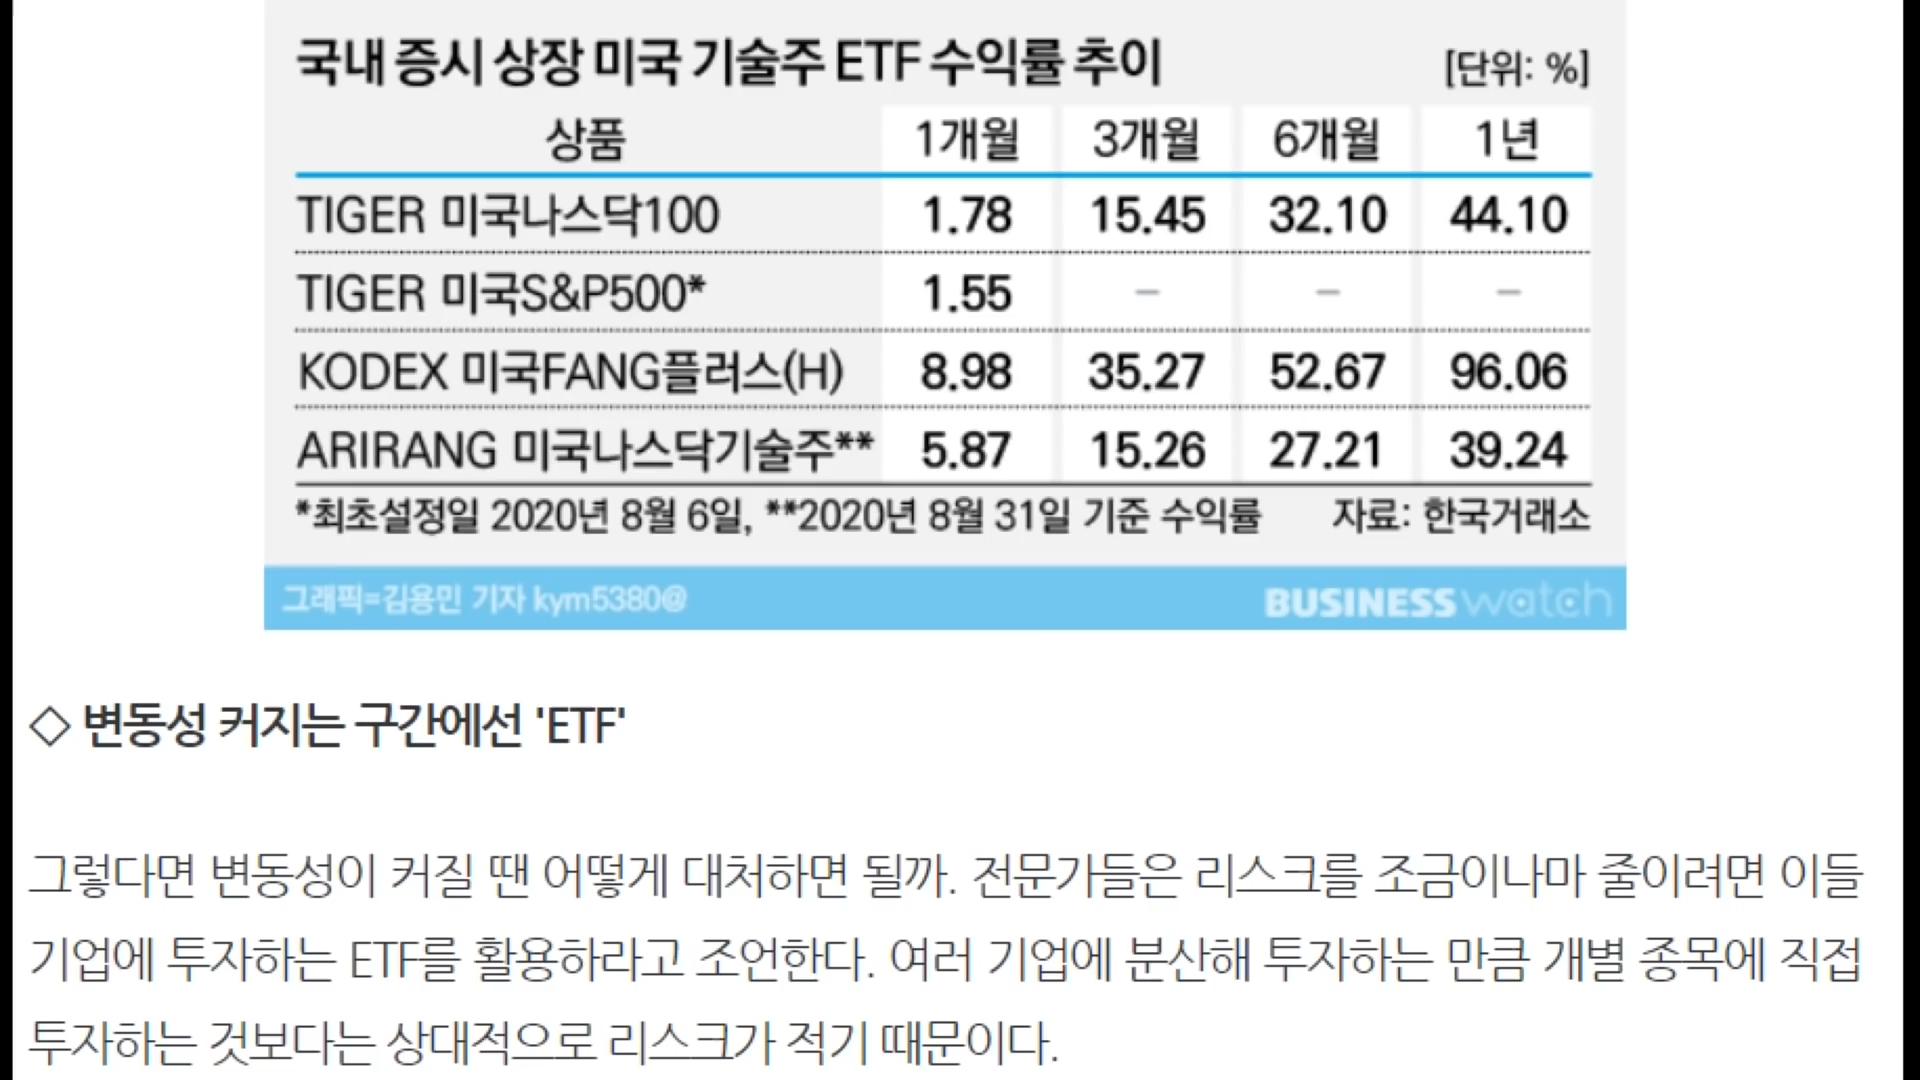 국내 증시 상장 미국 기술주 ETF 수익률 추이 [단위: %]
상품 1개월 3개월 6개월 1년
TIGER 미국나스닥100 1.78 15.45 32.10 44.10
TIGER 미국S&P500* 1.55 – – –
KODEX 미국FANG플러스(H) 8.98 35.27 52.67 96.06
ARIRANG 미국나스닥기술주** 5.87 15.26 27.21 39.24
*최초설정일 2020년 8월 6일, **2020년 8월 31일 기준 수익률 자료: 한국거래소
그래픽=김용민 기자 kym5380@ BUSINESSwatch
◇ 변동성 커지는 구간에선 'ETF'
그렇다면 변동성이 커질 땐 어떻게 대처하면 될까. 전문가들은 리스크를 조금이나마 줄이려면 이들
기업에 투자하는 ETF를 활용하라고 조언한다. 여러 기업에 분산해 투자하는 만큼 개별 종목에 직접
투자하는 것보다는 상대적으로 리스크가 적기 때문이다.